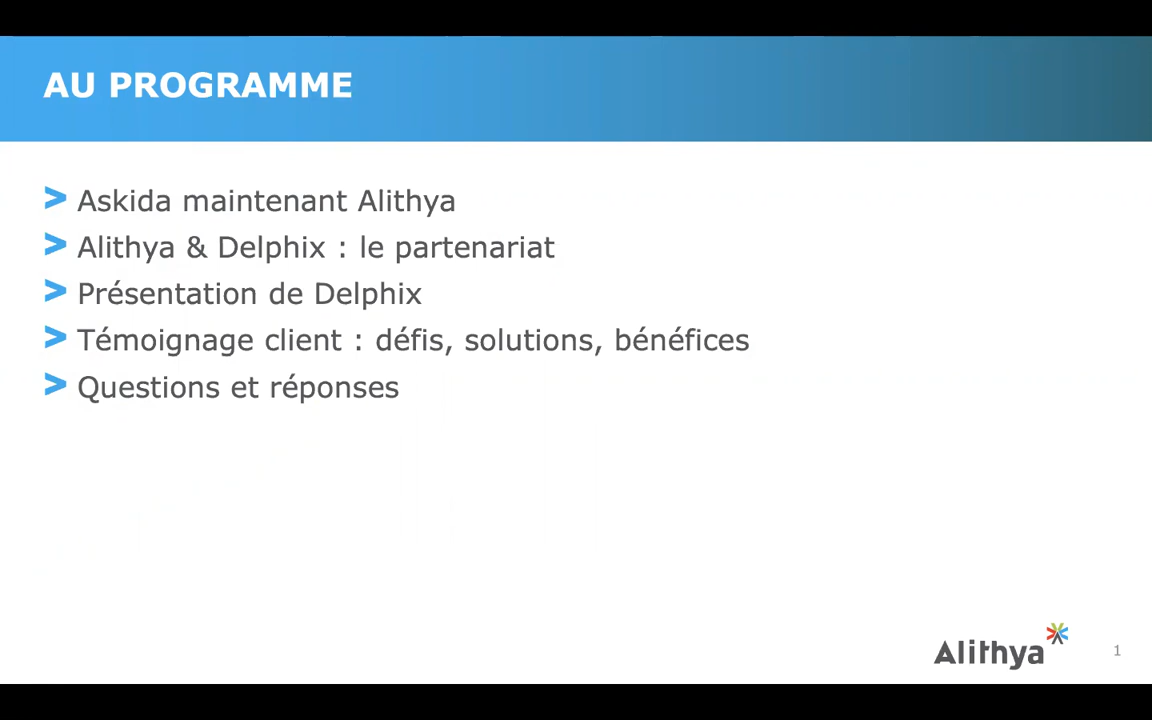 AU PROGRAMME
> Askida maintenant Alithya
> Alithya & Delphix : le partenariat
> Présentation de Delphix
> Témoignage client : défis, solutions, bénéfices
> Questions et réponses
Alithya
1